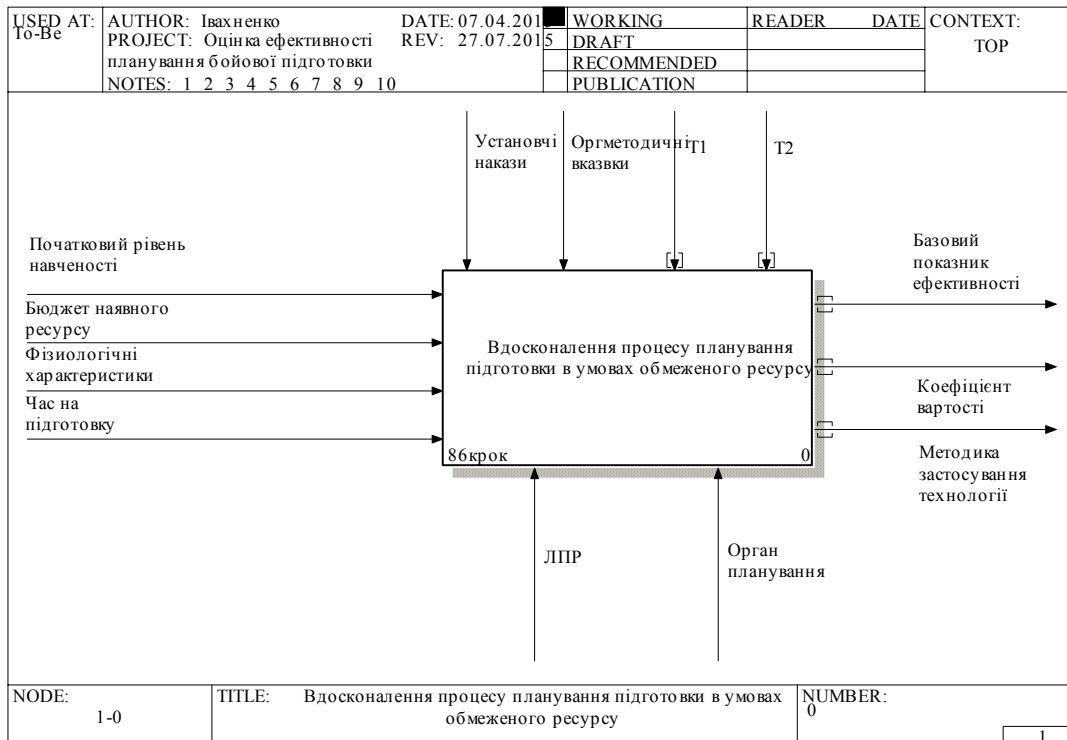 USED AT:
To-Be
AUTHOR: Івахненко
DATE: 07.04.2015
PROJECT: Оцінка ефективності
планування бойової підготовки
REV: 27.07.2015
NOTES: 1 2 3 4 5 6 7 8 9 10
WORKING
DRAFT
RECOMMENDED
PUBLICATION
READER DATE
CONTEXT:
TOP
Установчі
накази
Оргметодичні
вказвки
Т1
Т2
Початковий рівень
навченості
Бюджет наявного
ресурсу
Фізиологічні
характеристики
Час на
підготовку
Вдосконалення процесу планування
підготовки в умовах обмеженого ресурсу
86крок
0
Базовий
показник
ефективності
Коефіцієнт
вартості
Методика
застосування
технології
ЛПР
Орган
планування
NODE:
1-0
TITLE: Вдосконалення процесу планування підготовки в умовах
обмеженого ресурсу
NUMBER:
0
1